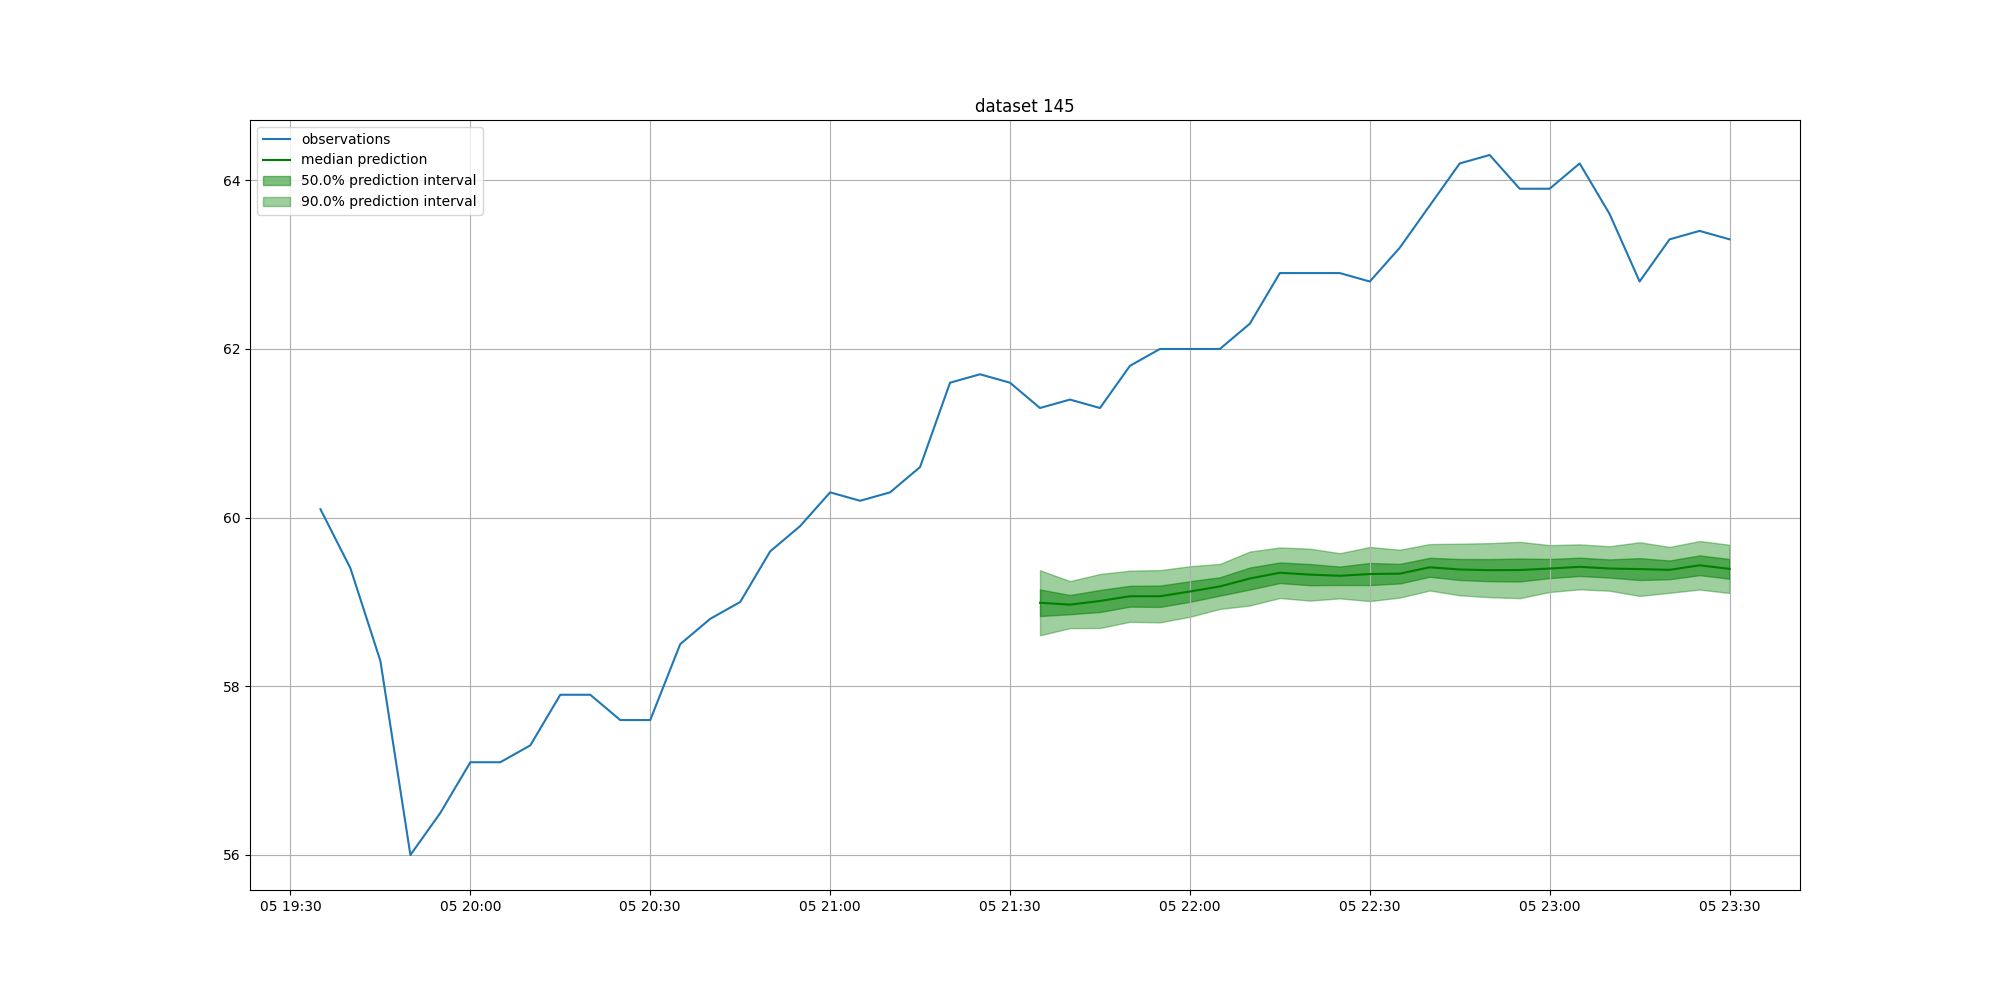 dataset 145
observations
median prediction
50.0% prediction interval
90.0% prediction interval
64
62
60
58
56
05 19:30
05 20:00
05 20:30
05 21:00
05 21:30
05 22:00
05 22:30
05 23:00
05 23:30